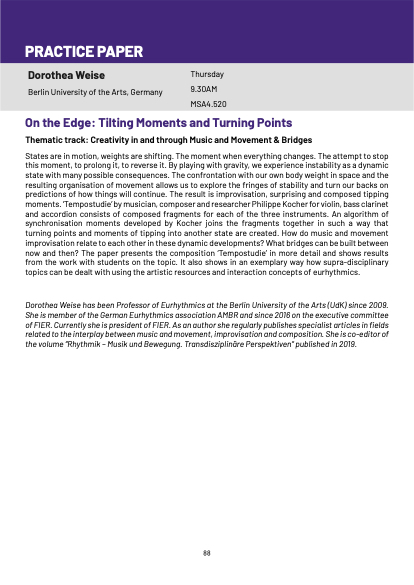 PRACTICE PAPER
Dorothea Weise
Berlin University of the Arts, Germany
Thursday
9.30AM
MSA4.520
On the Edge: Tilting Moments and Turning Points
Thematic track: Creativity in and through Music and Movement & Bridges
States are in motion, weights are shifting. The moment when everything changes. The attempt to stop
this moment, to prolong it, to reverse it. By playing with gravity, we experience instability as a dynamic
state with many possible consequences. The confrontation with our own body weight in space and the
resulting organisation of movement allows us to explore the fringes of stability and turn our backs on
predictions of how things will continue. The result is improvisation, surprising and composed tipping
moments. ‘Tempostudie’ by musician, composer and researcher Philippe Kocher for violin, bass clarinet
and accordion consists of composed fragments for each of the three instruments. An algorithm of
synchronisation moments developed by Kocher joins the fragments together in such a way that
turning points and moments of tipping into another state are created. How do music and movement
improvisation relate to each other in these dynamic developments? What bridges can be built between
now and then? The paper presents the composition ‘Tempostudie’ in more detail and shows results
from the work with students on the topic. It also shows in an exemplary way how supra-disciplinary
topics can be dealt with using the artistic resources and interaction concepts of eurhythmics.
Dorothea Weise has been Professor of Eurhythmics at the Berlin University of the Arts (UdK) since 2009.
She is member of the German Eurhythmics association AMBR and since 2016 on the executive committee
of FIER. Currently she is president of FIER. As an author she regularly publishes specialist articles in fields
related to the interplay between music and movement, improvisation and composition. She is co-editor of
the volume "Rhythmik – Musik und Bewegung. Transdisziplinäre Perspektiven" published in 2019.
88